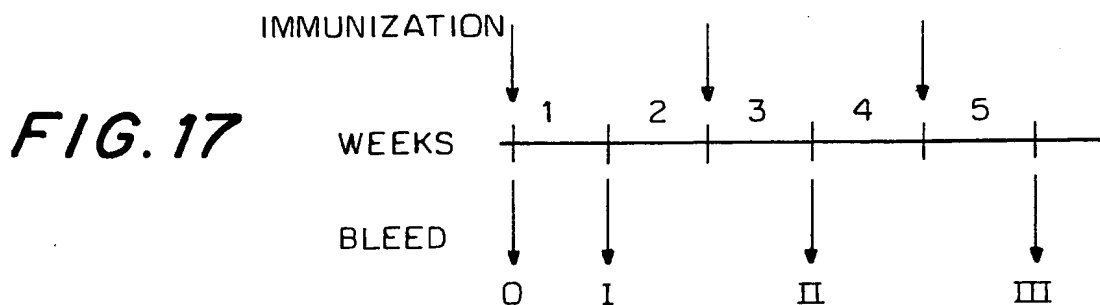 IMMUNIZATION
FIG. 17
WEEKS
1 2 3 4 5
BLEED
0 I II III